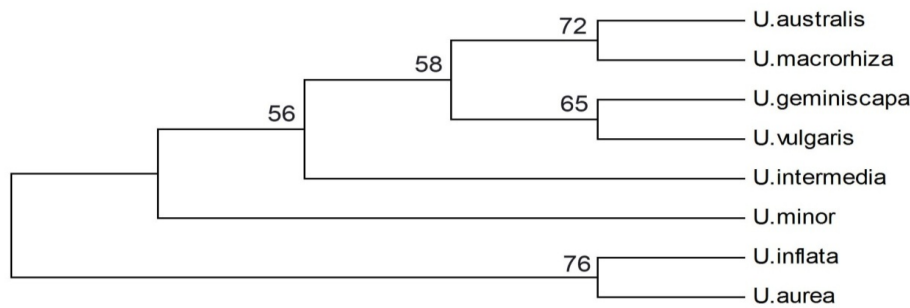 72
U.australis
58
U.macrorhiza
65
U.geminiscapa
56
U.vulgaris
U.intermedia
U.minor
76
U.inflata
U.aurea